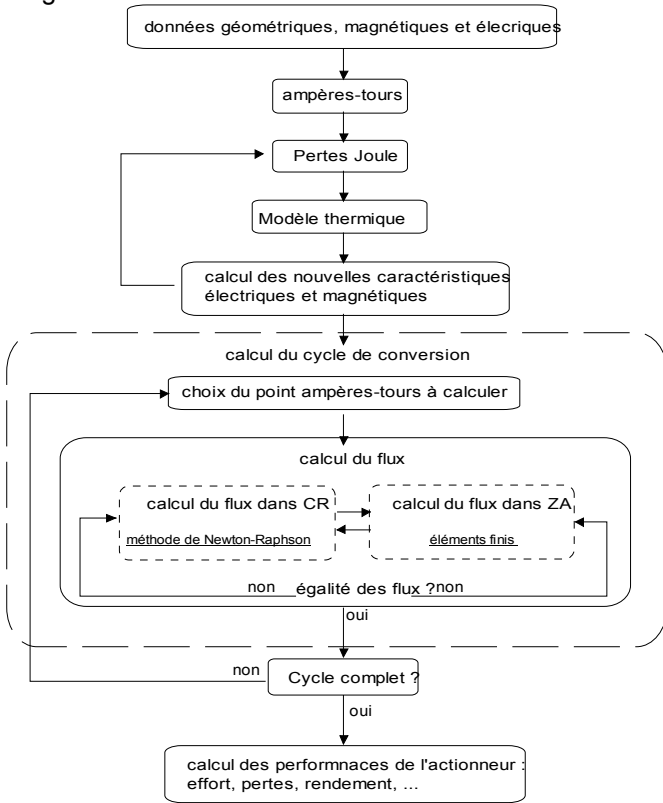 données géométriques, magnétiques et élecriques
ampères-tours
Pertes Joule
Modèle thermique
calcul des nouvelles caractéristiques
électriques et magnétiques
calcul du cycle de conversion
choix du point ampères-tours à calculer
calcul du flux
calcul du flux dans CR
méthode de Newton-Raphson
calcul du flux dans ZA
éléments finis
non égalité des flux ? non
oui
non
Cycle complet ?
oui
calcul des performnaces de l'actionneur :
effort, pertes, rendement, ...